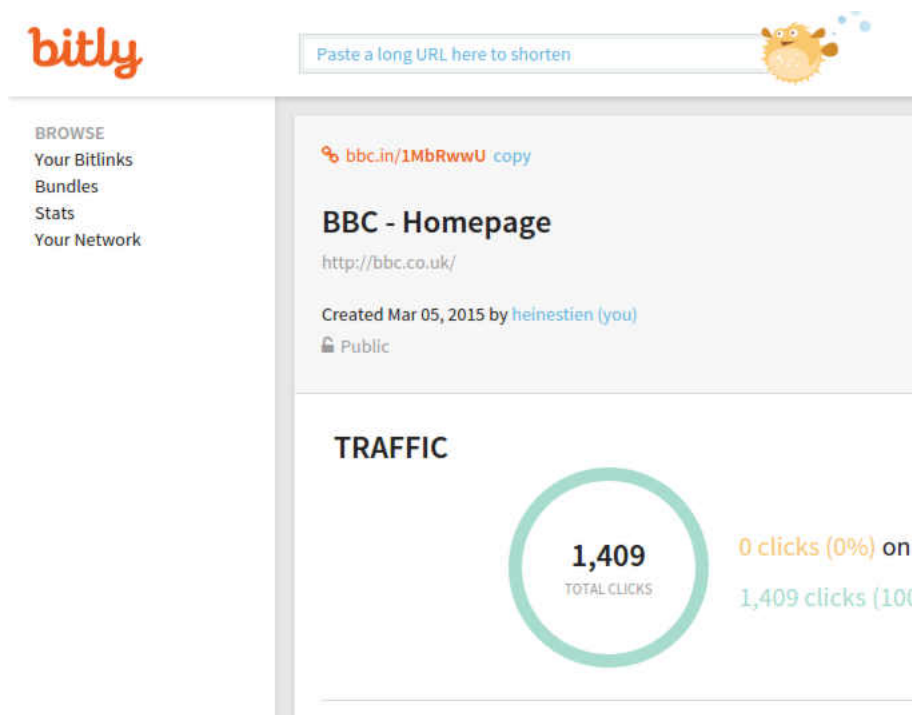 bitly
Paste a long URL here to shorten
BROWSE
Your Bitlinks
Bundles
Stats
Your Network
bbc.in/1MbRwwU copy
BBC - Homepage
http://bbc.co.uk/
Created Mar 05, 2015 by heinestien (you)
Public
TRAFFIC
1,409
TOTAL CLICKS
0 clicks (0%) on
1,409 clicks (100